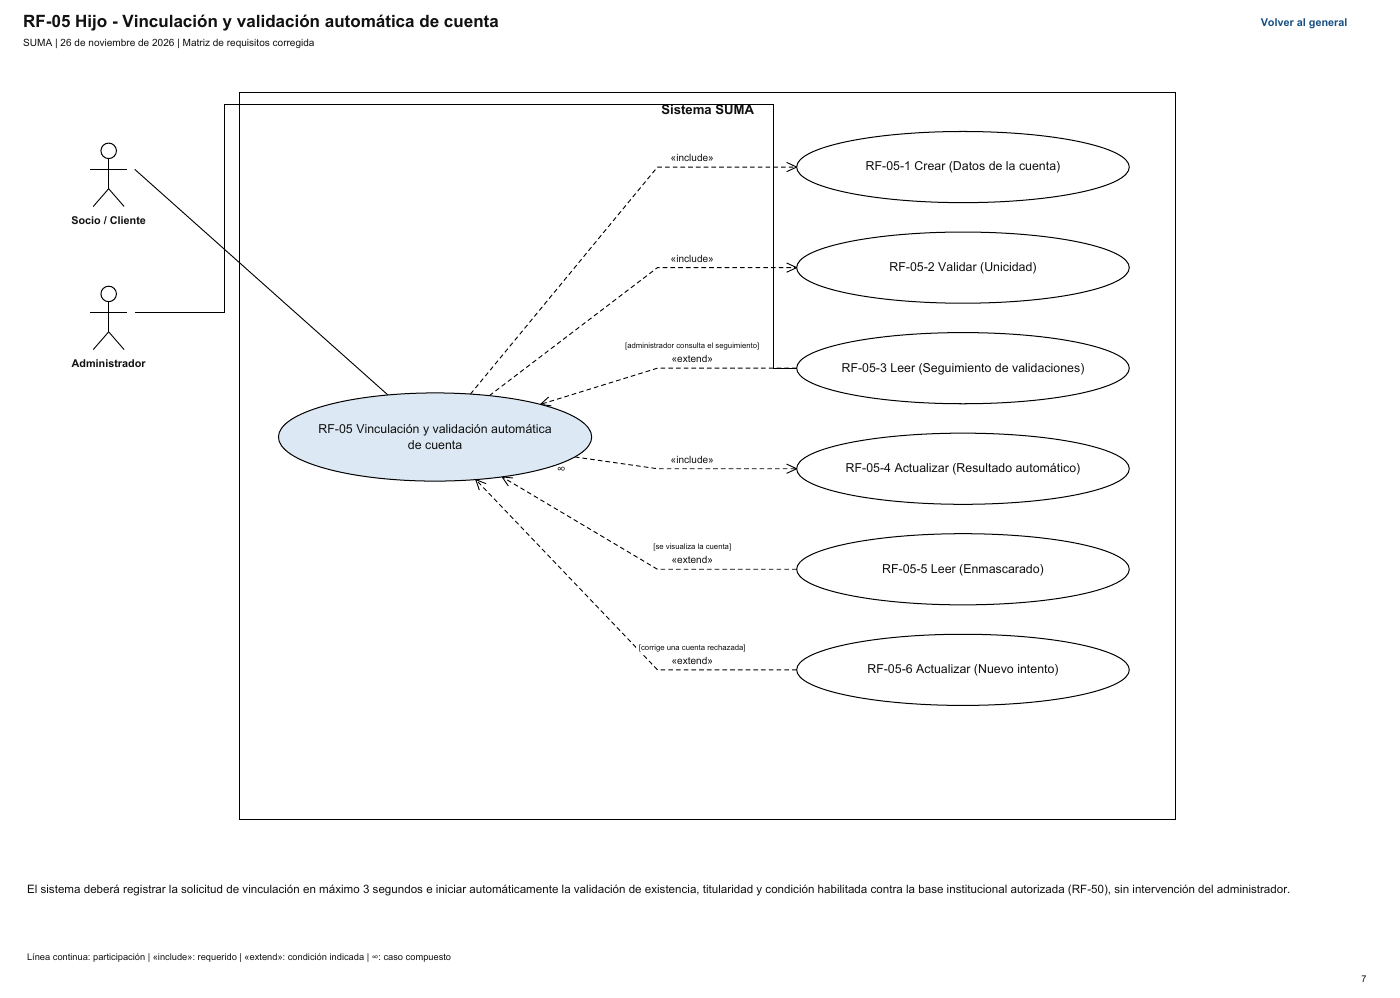 RF-05 Hijo - Vinculación y validación automática de cuenta
Volver al general
SUMA | 26 de noviembre de 2026 | Matriz de requisitos corregida
Sistema SUMA
«include»
RF-05-1 Crear (Datos de la cuenta)
Socio / Cliente
«include»
RF-05-2 Validar (Unicidad)
Administrador
[administrador consulta el seguimiento]
«extend»
RF-05-3 Leer (Seguimiento de validaciones)
RF-05 Vinculación y validación automática
de cuenta
∞
«include»
RF-05-4 Actualizar (Resultado automático)
[se visualiza la cuenta]
«extend»
RF-05-5 Leer (Enmascarado)
[corrige una cuenta rechazada]
«extend»
RF-05-6 Actualizar (Nuevo intento)
El sistema deberá registrar la solicitud de vinculación en máximo 3 segundos e iniciar automáticamente la validación de existencia, titularidad y condición habilitada contra la base institucional autorizada (RF-50), sin intervención del administrador.
Línea continua: participación | «include»: requerido | «extend»: condición indicada | ∞: caso compuesto
7